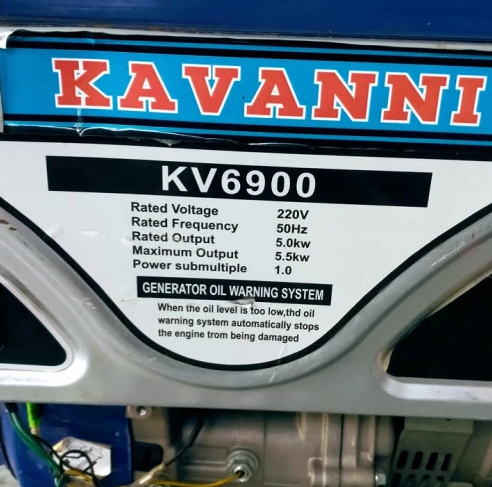 KAVANNI
KV6900
Rated Voltage 220V
Rated Frequency 50Hz
Rated Output 5.0kw
Maximum Output 5.5kw
Power submultiple 1.0
GENERATOR OIL WARNING SYSTEM
When the oil level is too low,thd oil
warning system automatically stops
the engine trom being damaged